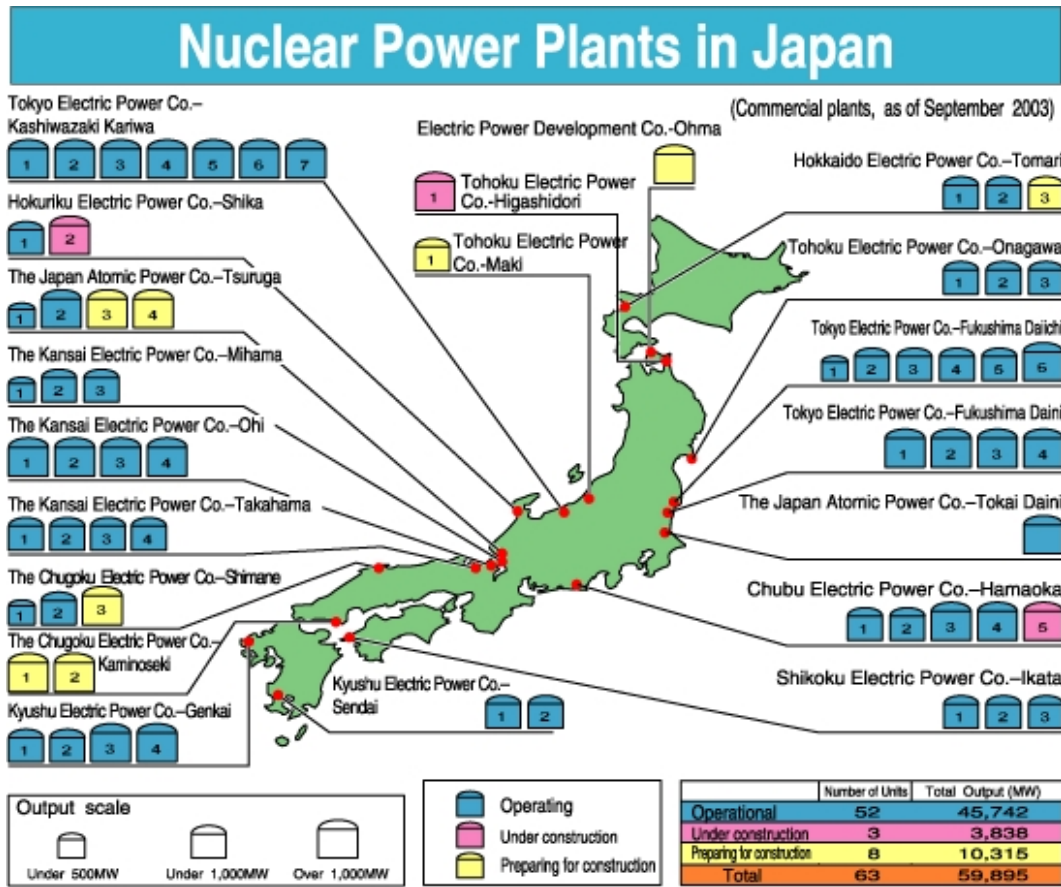 Nuclear Power Plants in Japan
(Commercial plants, as of September 2003)
Tokyo Electric Power Co.–
Kashiwazaki Kariwa
1 2 3 4 5 6 7
Hokuriku Electric Power Co.–Shika
1 2
The Japan Atomic Power Co.–Tsuruga
1 2 3 4
The Kansai Electric Power Co.–Mihama
1 2 3
The Kansai Electric Power Co.–Ohi
1 2 3 4
The Kansai Electric Power Co.–Takahama
1 2 3 4
The Chugoku Electric Power Co.–Shimane
1 2 3
The Chugoku Electric Power Co.–
Kaminoseki
1 2
Kyushu Electric Power Co.–Genkai
1 2 3 4
Electric Power Development Co.-Ohma
Tohoku Electric Power
Co.-Higashidori
1
Tohoku Electric Power
Co.-Maki
1
Hokkaido Electric Power Co.–Tomari
1 2 3
Tohoku Electric Power Co.–Onagawa
1 2 3
Tokyo Electric Power Co.–Fukushima Daiichi
1 2 3 4 5 6
Tokyo Electric Power Co.–Fukushima Daini
1 2 3 4
The Japan Atomic Power Co.–Tokai Daini
Chubu Electric Power Co.–Hamaoka
1 2 3 4 5
Shikoku Electric Power Co.–Ikata
1 2 3
Kyushu Electric Power Co.–
Sendai
1 2
Output scale
Under 500MW Under 1,000MW Over 1,000MW
Operating
Under construction
Preparing for construction
Number of Units Total Output (MW)
Operational 52 45,742
Under construction 3 3,838
Preparing for construction 8 10,315
Total 63 59,895